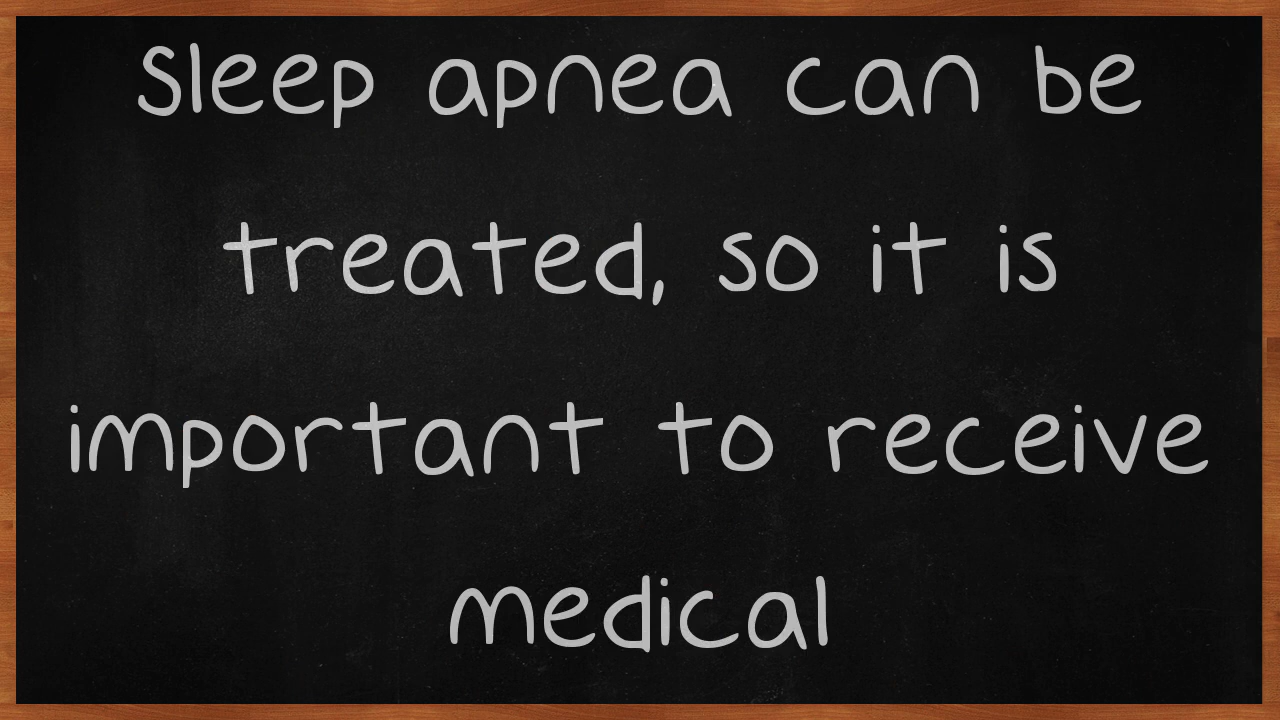 Sleep apnea can be
treated, so it is
important to receive
medical